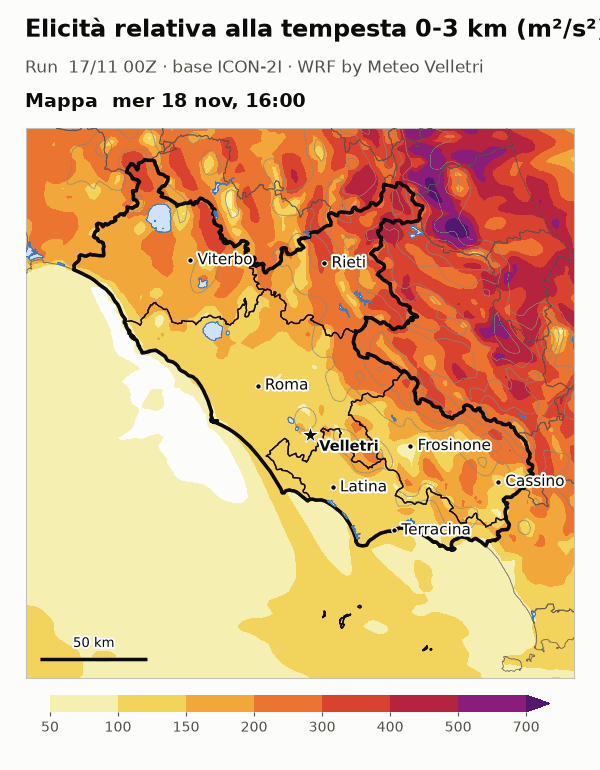 Elicità relativa alla tempesta 0-3 km (m²/s²)
Run 17/11 00Z · base ICON-2I · WRF by Meteo Velletri
Mappa mer 18 nov, 16:00
Viterbo
Rieti
Roma
Velletri
Frosinone
Latina
Cassino
Terracina
50 km
50 100 150 200 300 400 500 700